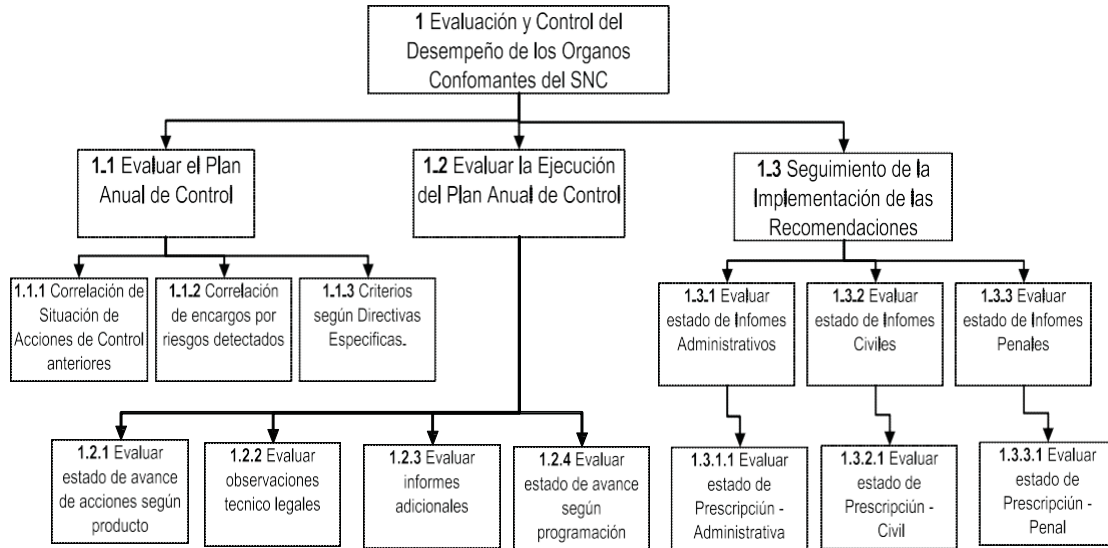 1 Evaluación y Control del
Desempeño de los Organos
Confomantes del SNC
1.1 Evaluar el Plan
Anual de Control
1.2 Evaluar la Ejecución
del Plan Anual de Control
1.3 Seguimiento de la
Implementación de las
Recomendaciones
1.1.1 Correlación de
Situación de
Acciones de Control
anteriores
1.1.2 Correlación
de encargos por
riesgos detectados
1.1.3 Criterios
según Directivas
Especificas.
1.3.1 Evaluar
estado de Infomes
Administrativos
1.3.2 Evaluar
estado de Infomes
Civiles
1.3.3 Evaluar
estado de Infomes
Penales
1.2.1 Evaluar
estado de avance
de acciones según
producto
1.2.2 Evaluar
observaciones
tecnico legales
1.2.3 Evaluar
informes
adicionales
1.2.4 Evaluar
estado de avance
según
programación
1.3.1.1 Evaluar
estado de
Prescripción -
Administrativa
1.3.2.1 Evaluar
estado de
Prescripción -
Civil
1.3.3.1 Evaluar
estado de
Prescripción -
Penal